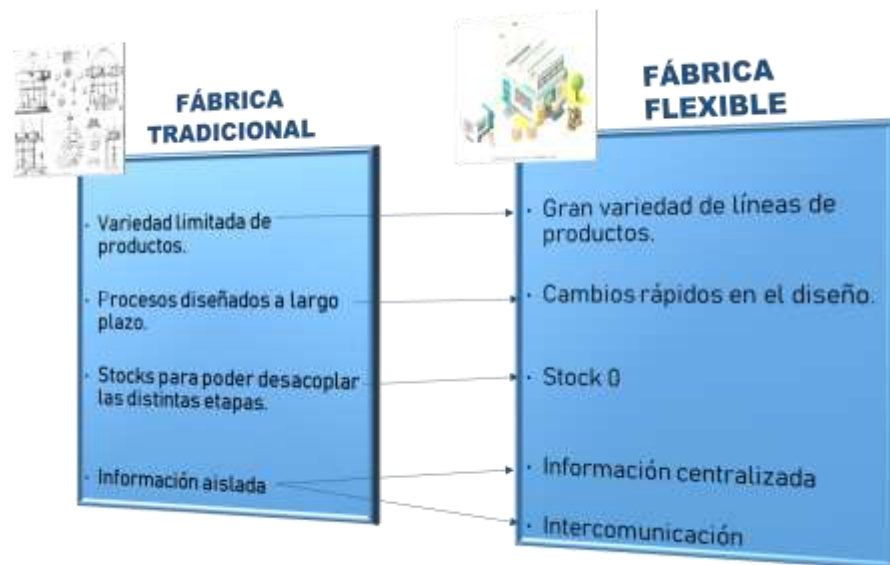 FÁBRICA
TRADICIONAL
· Variedad limitada de
productos.
· Procesos diseñados a largo
plazo.
· Stocks para poder desacoplar
las distintas etapas.
· Información aislada
FÁBRICA
FLEXIBLE
· Gran variedad de líneas de
productos.
· Cambios rápidos en el diseño.
· Stock 0
· Información centralizada
· Intercomunicación